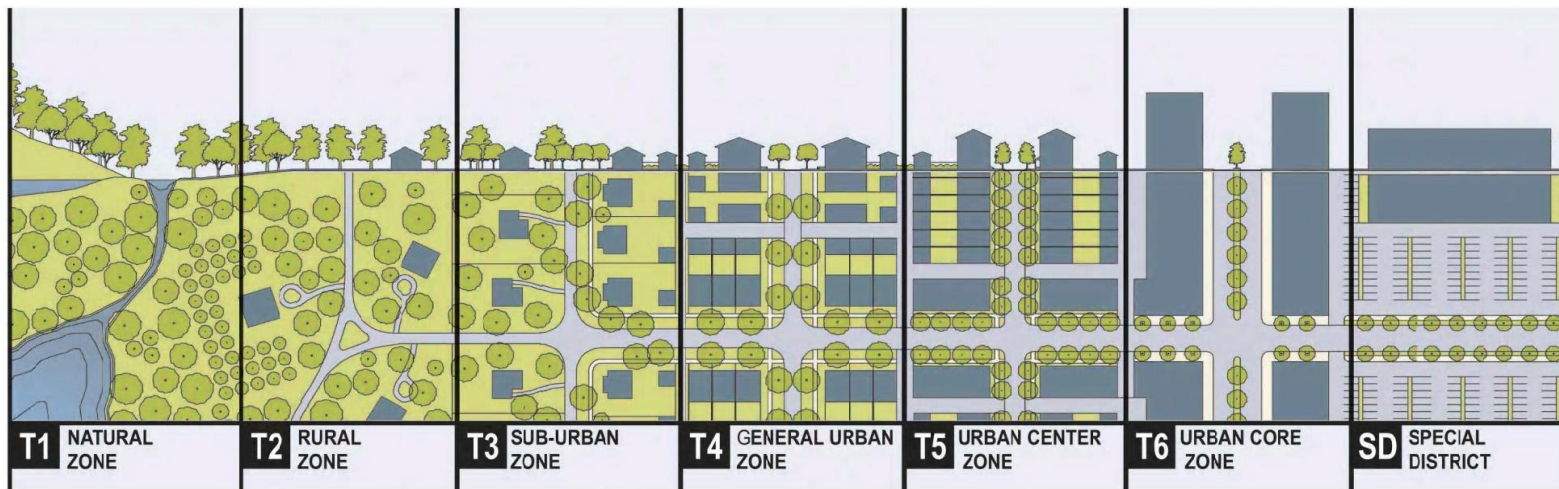 T1 NATURAL
ZONE
T2 RURAL
ZONE
T3 SUB-URBAN
ZONE
T4 GENERAL URBAN
ZONE
T5 URBAN CENTER
ZONE
T6 URBAN CORE
ZONE
SD SPECIAL
DISTRICT